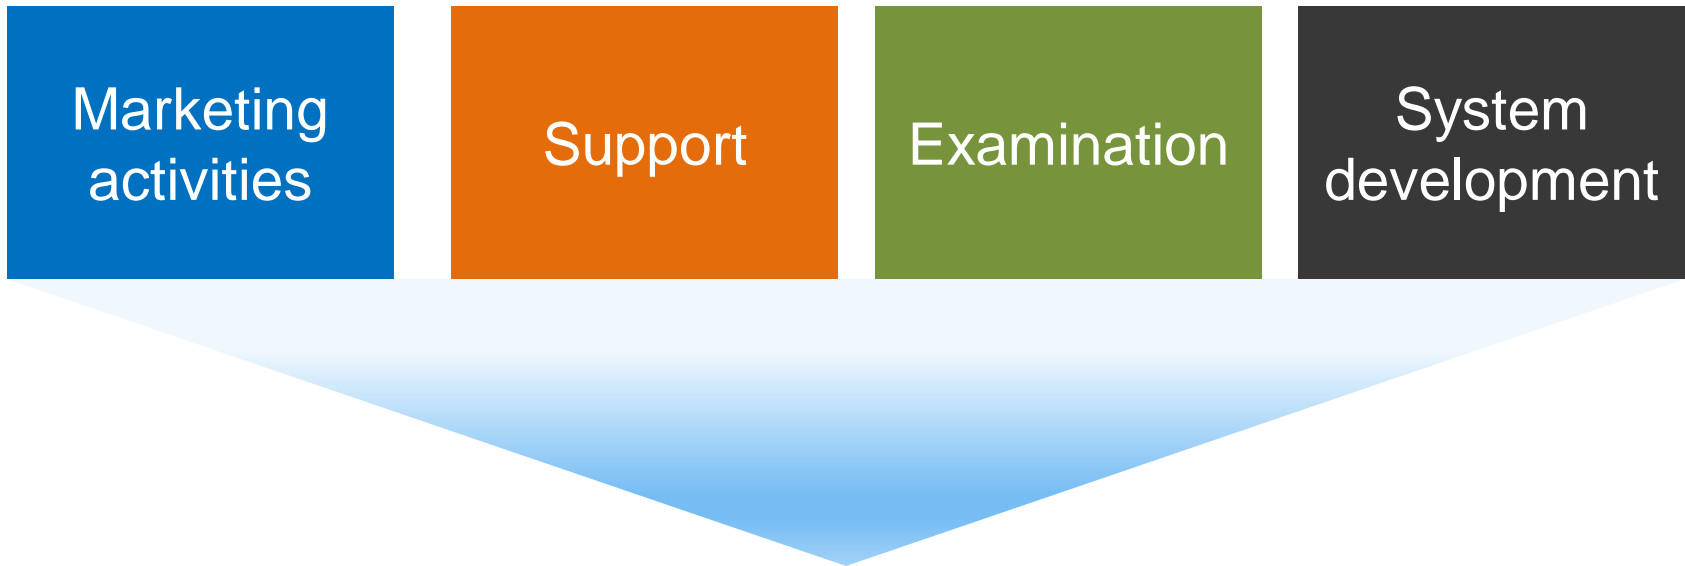 Marketing
activities
Support
Examination
System
development